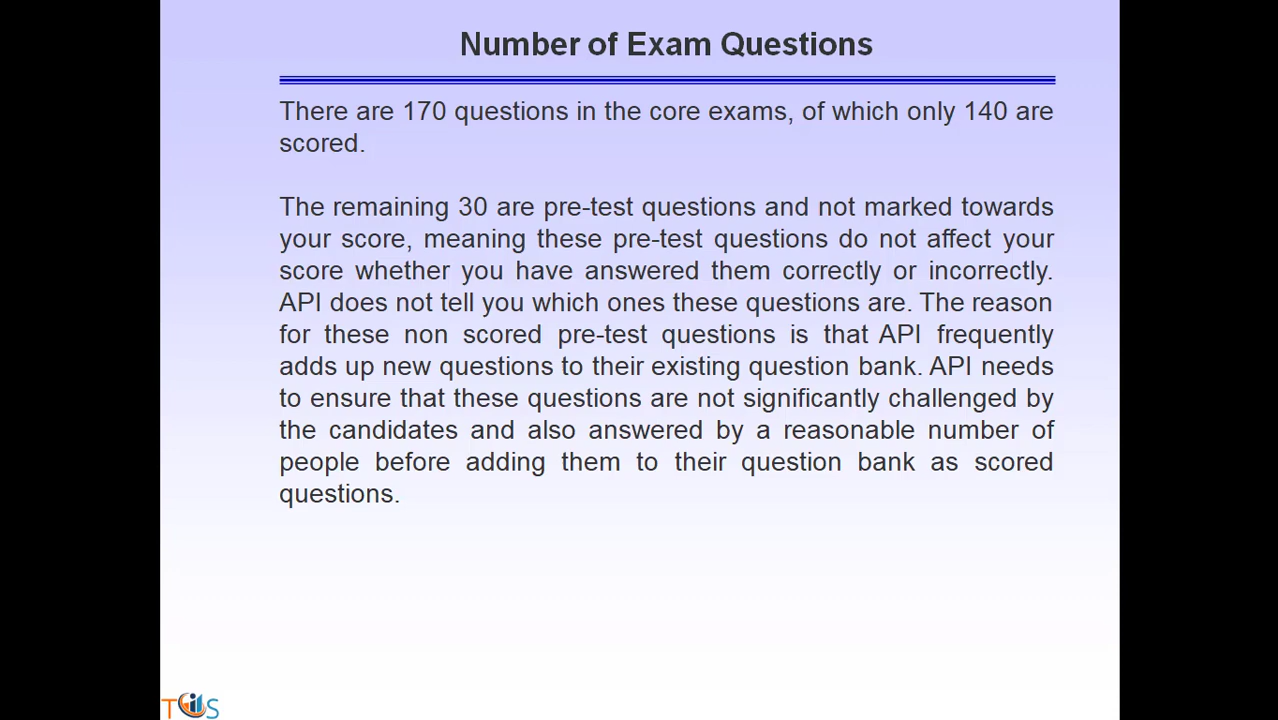 Number of Exam Questions
There are 170 questions in the core exams, of which only 140 are
scored.
The remaining 30 are pre-test questions and not marked towards
your score, meaning these pre-test questions do not affect your
score whether you have answered them correctly or incorrectly.
API does not tell you which ones these questions are. The reason
for these non scored pre-test questions is that API frequently
adds up new questions to their existing question bank. API needs
to ensure that these questions are not significantly challenged by
the candidates and also answered by a reasonable number of
people before adding them to their question bank as scored
questions.